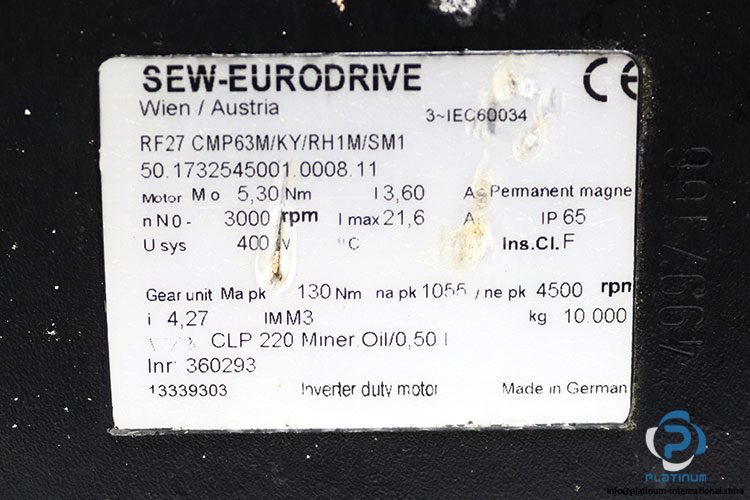 SEW-EURODRIVE
Wien / Austria
3~IEC60034
RF27 CMP63M/KY/RH1M/SM1
50.1732545001.0008.11
Motor Mo 5,30 Nm I 3,60 A Permanent magne
n N0- 3000 rpm I max 21,6 A IP 65
U sys 400 V °C Ins.Cl. F
Gear unit Ma pk 130 Nm na pk 1055 / ne pk 4500 rpm
i 4,27 IM M3 kg 10.000
CLP 220 Miner.Oil/0,50 l
Inr: 360293
13339303 Inverter duty motor Made in German
PLATINUM
info@platinum-international.store